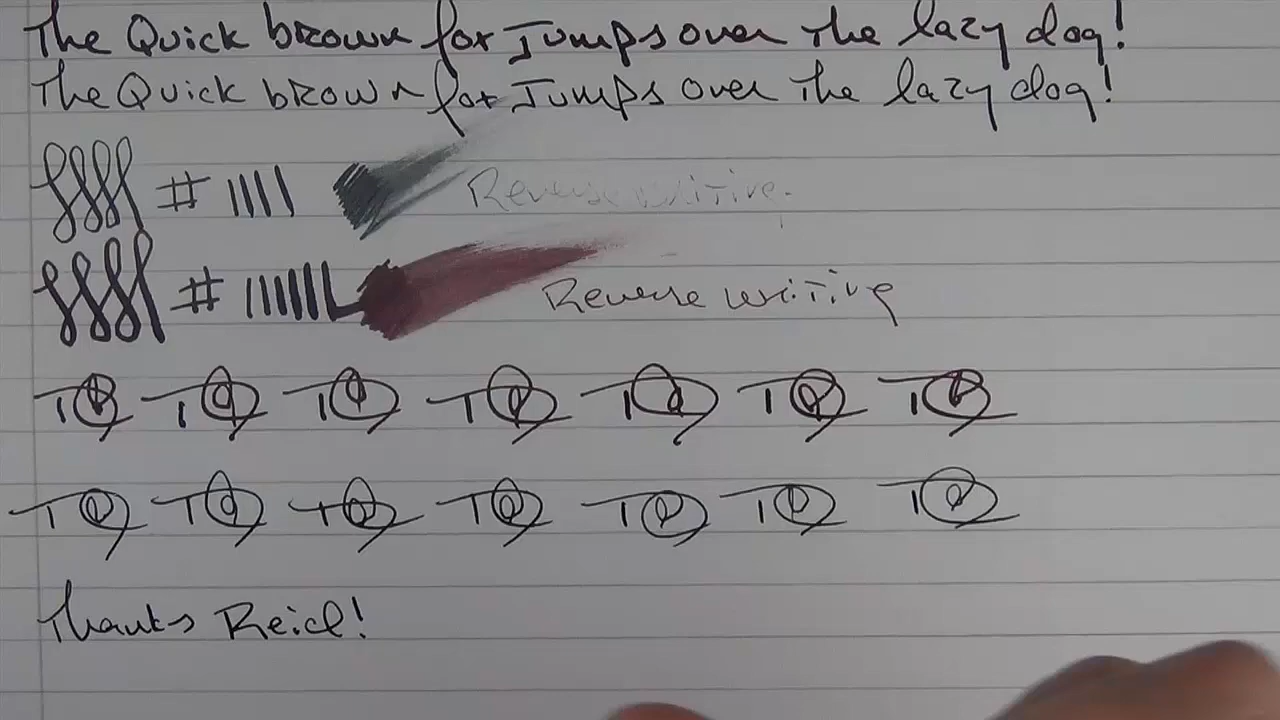 The Quick brown fox Jumps over the lazy dog!
The Quick brown fox Jumps over the lazy dog!
# Reverse writing.
# Reverse writing
Thanks Reid!